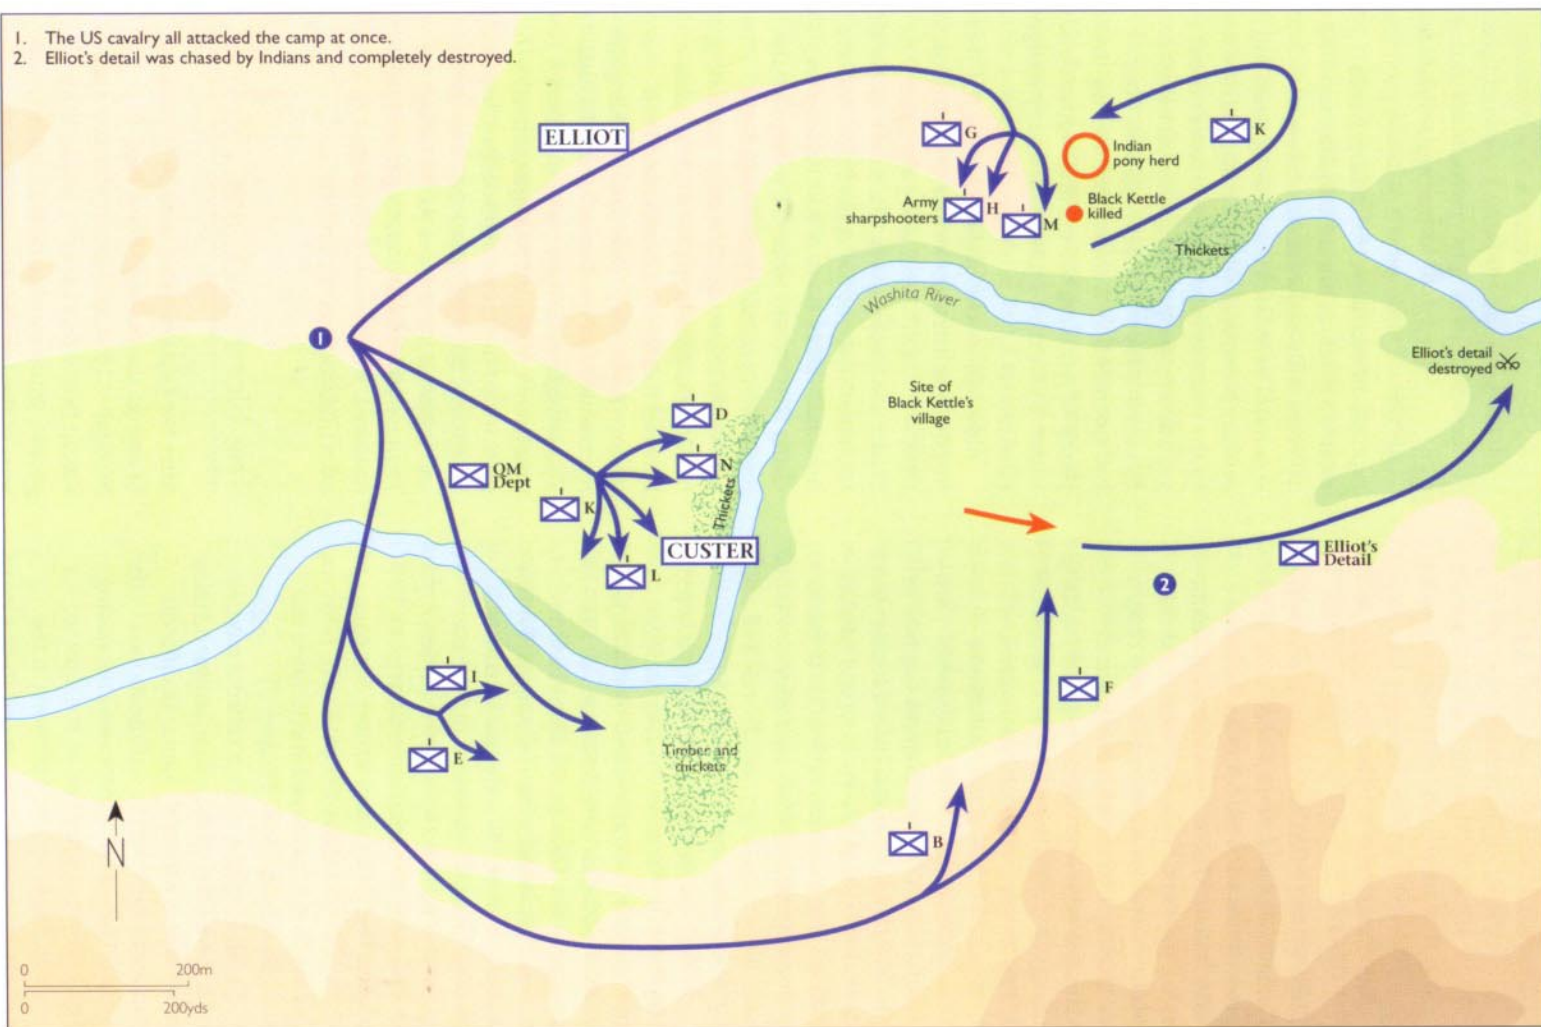 1. The US cavalry all attacked the camp at once.
2. Elliot's detail was chased by Indians and completely destroyed.
ELLIOT
G
K
Indian
pony herd
Army
sharpshooters
H
M
Black Kettle
killed
Thickets
Washita River
1
Elliot's detail
destroyed
Site of
Black Kettle's
village
D
N
QM
Dept
K
Thickets
CUSTER
L
Elliot's
Detail
2
I
F
E
Timber and
thickets
B
N
0 200m
0 200yds